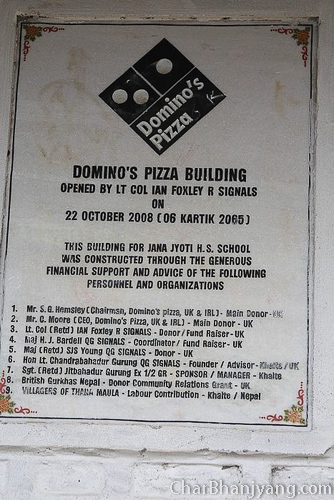 Domino's
Pizza
DOMINO'S PIZZA BUILDING
OPENED BY LT COL IAN FOXLEY R SIGNALS
ON
22 OCTOBER 2008 (06 KARTIK 2065)
THIS BUILDING FOR JANA JYOTI H.S. SCHOOL
WAS CONSTRUCTED THROUGH THE GENEROUS
FINANCIAL SUPPORT AND ADVICE OF THE FOLLOWING
PERSONNEL AND ORGANIZATIONS
1. Mr. S.G. Hemsley (Chairman, Domino's pizza, UK & IRL) - Main Donor - UK
2. Mr. C. Moore (CEO, Domino's Pizza, UK & IRL) - Main Donor - UK
3. Lt. Col (Retd) IAN Foxley R SIGNALS - Donor/Fund Raiser - UK
4. Maj H. J. Bardell QG SIGNALS - Coordinator/ Fund Raiser - UK
5. Maj (Retd) SJS Young QG SIGNALS - Donor - UK
6. Hon Lt. Chandrabahadur Gurung QG SIGNALS - Founder / Advisor - Khaite / UK
7. Sgt. (Retd) Jitbahadur Gurung Ex 1/2 GR - SPONSOR / MANAGER - Khaite
8. British Gurkhas Nepal - Donor Community Relations Grant - UK
9. VILLAGERS OF THANA MAULA - Labour Contribution - Khaite / Nepal
CharBhanjyang.com